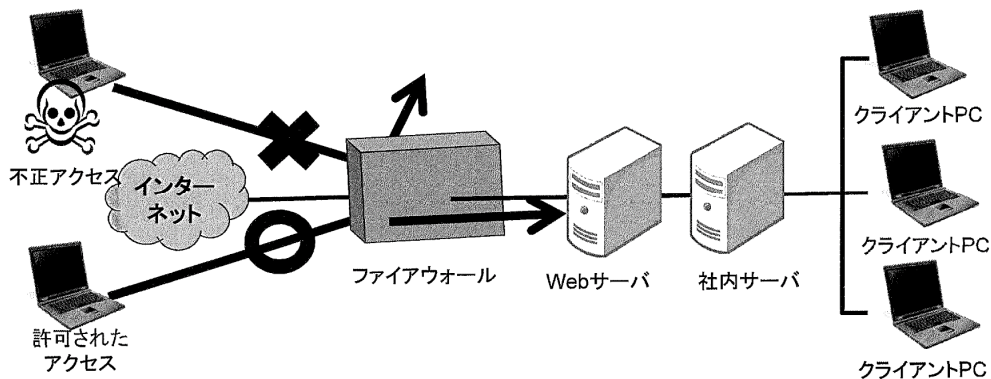 不正アクセス
インター
ネット
許可された
アクセス
ファイアウォール
Webサーバ
社内サーバ
クライアントPC
クライアントPC
クライアントPC